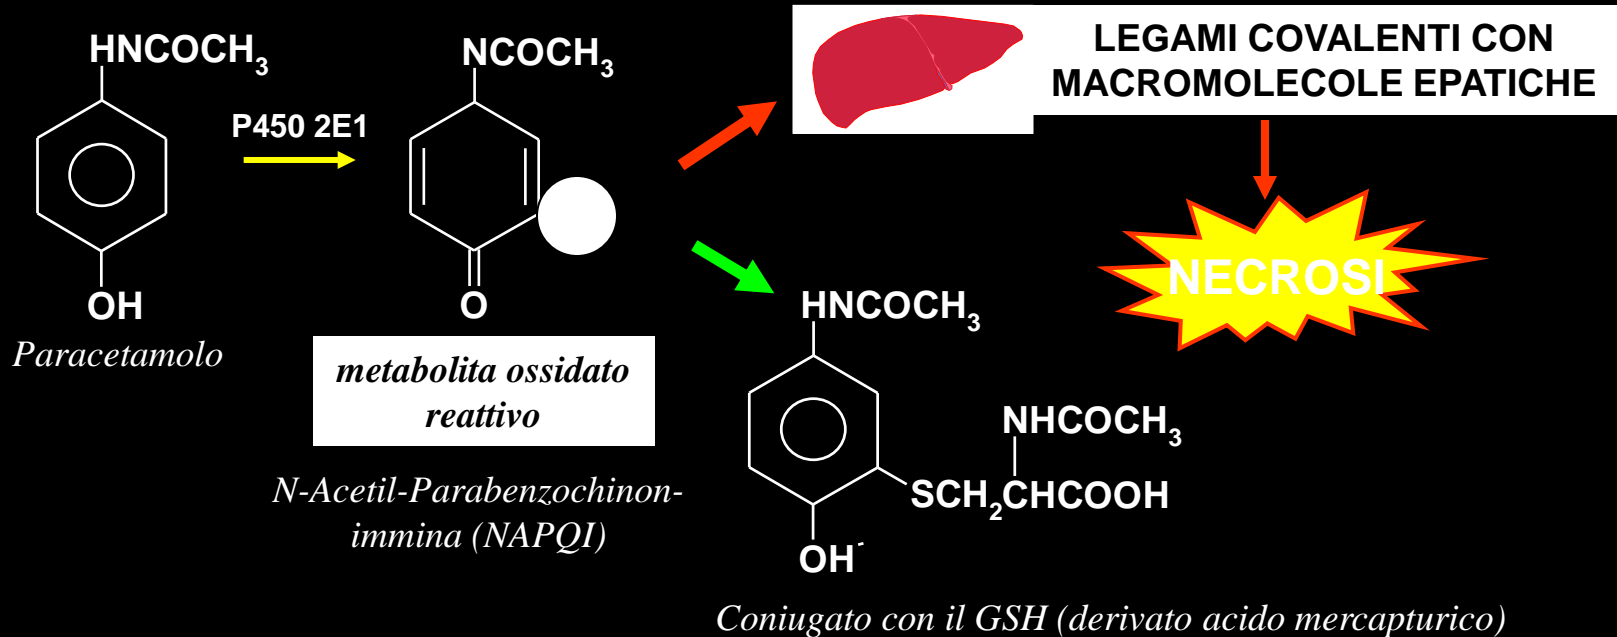 HNCOCH3
P450 2E1
OH
Paracetamolo
NCOCH3
O
metabolita ossidato
reattivo
N-Acetil-Parabenzochinon-
immina (NAPQI)
LEGAMI COVALENTI CON
MACROMOLECOLE EPATICHE
NECROSI
HNCOCH3
NHCOCH3
SCH2CHCOOH
OH-
Coniugato con il GSH (derivato acido mercapturico)